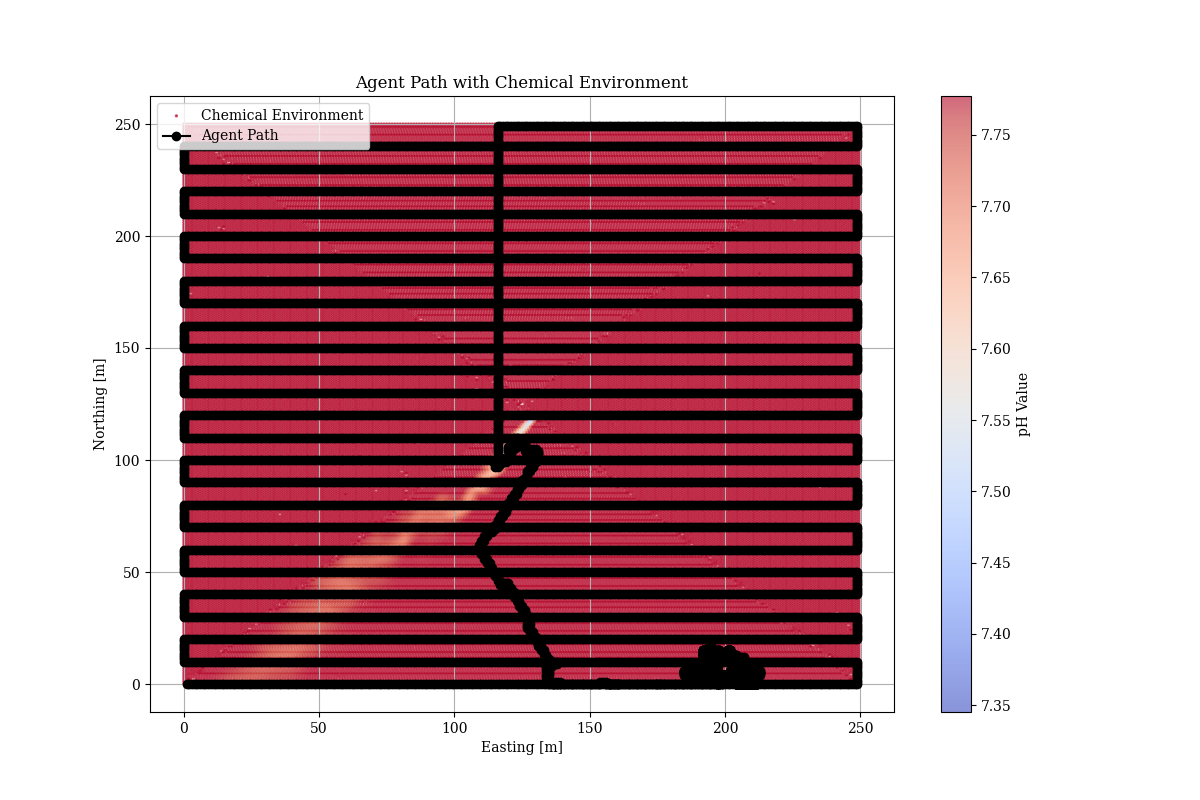 Agent Path with Chemical Environment
Chemical Environment
Agent Path
250
200
150
100
50
0
Northing [m]
0 50 100 150 200 250
Easting [m]
7.75
7.70
7.65
7.60
7.55
7.50
7.45
7.40
7.35
pH Value